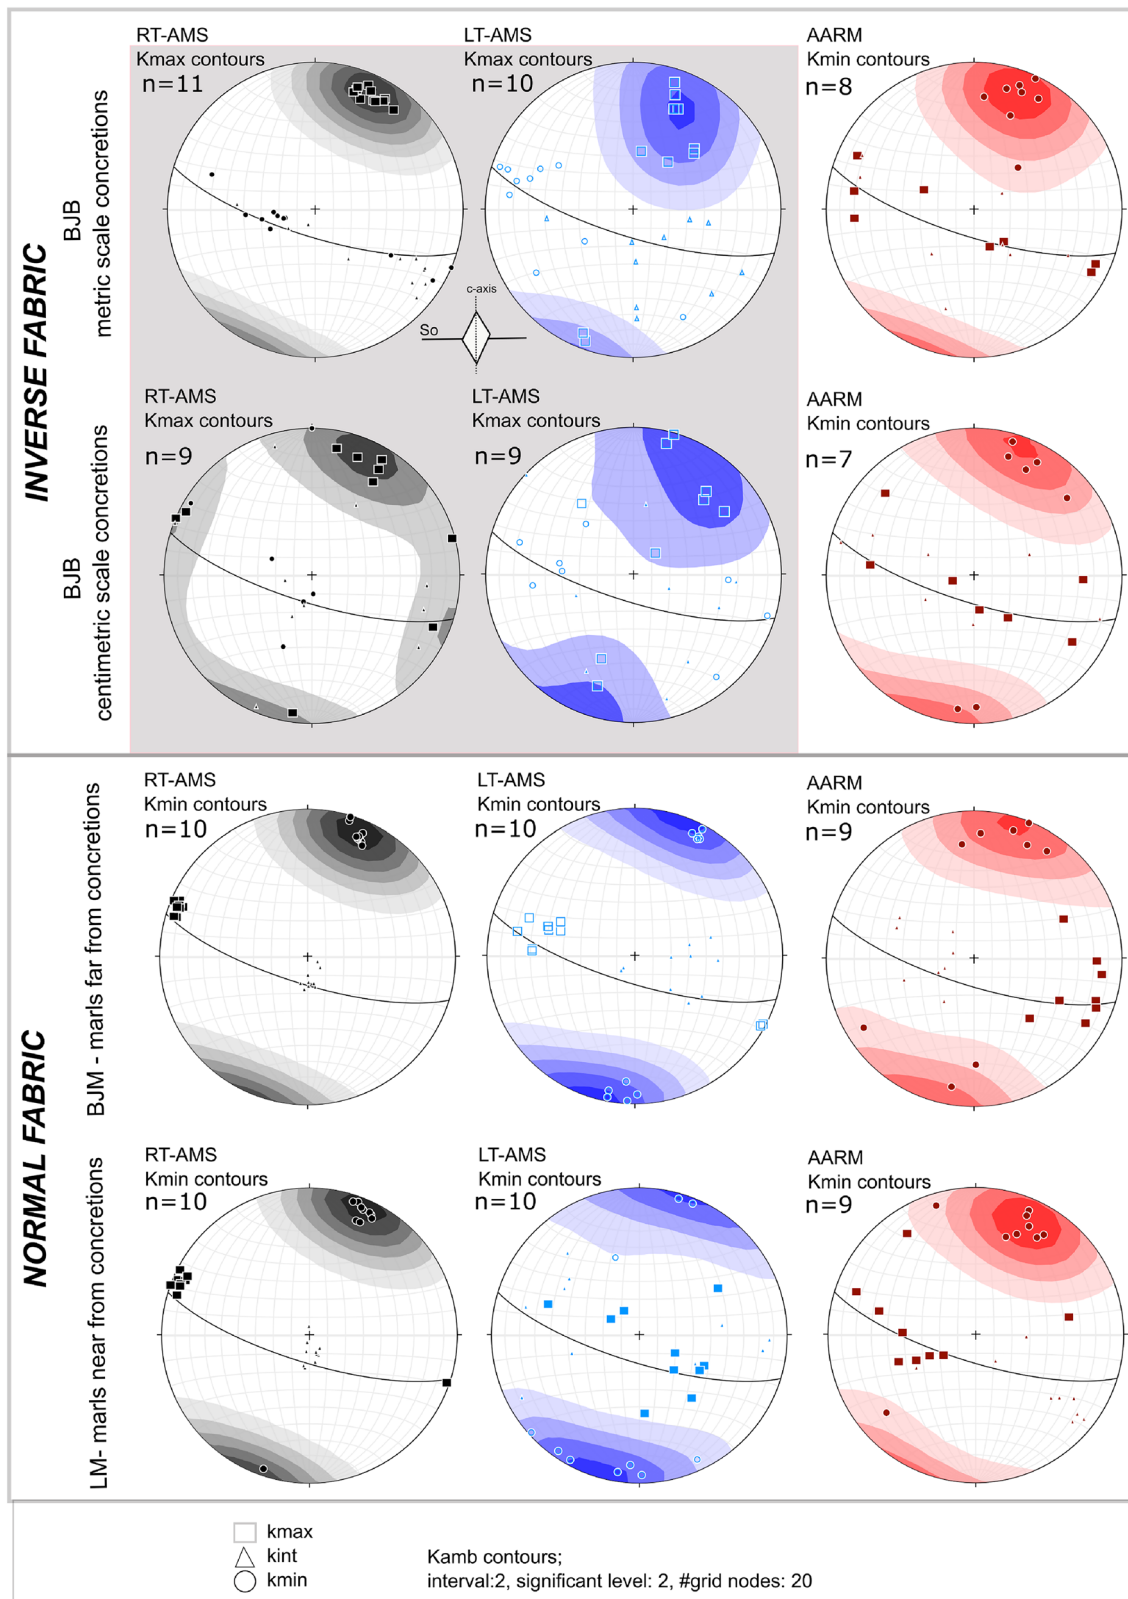 INVERSE FABRIC
BJB
metric scale concretions
RT-AMS
Kmax contours
n=11
LT-AMS
Kmax contours
n=10
AARM
Kmin contours
n=8
c-axis
So
BJB
centimetric scale concretions
RT-AMS
Kmax contours
n=9
LT-AMS
Kmax contours
n=9
AARM
Kmin contours
n=7
NORMAL FABRIC
BJM - marls far from concretions
RT-AMS
Kmin contours
n=10
LT-AMS
Kmin contours
n=10
AARM
Kmin contours
n=9
LM- marls near from concretions
RT-AMS
Kmin contours
n=10
LT-AMS
Kmin contours
n=10
AARM
Kmin contours
n=9
kmax
kint
kmin
Kamb contours;
interval:2, significant level: 2, #grid nodes: 20